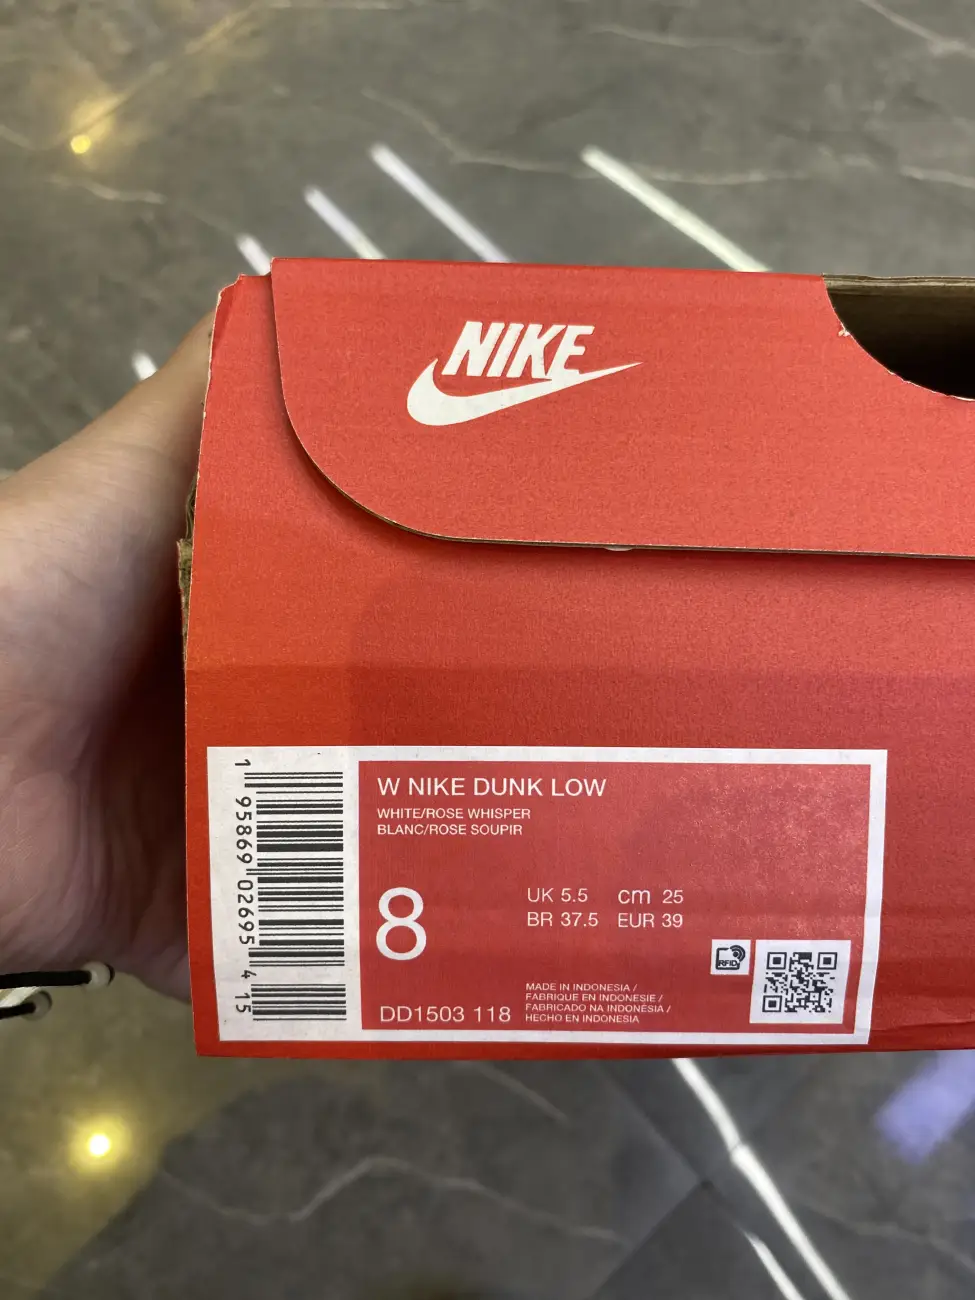 NIKE
1 95869 02695 4 15
W NIKE DUNK LOW
WHITE/ROSE WHISPER
BLANC/ROSE SOUPIR
8
UK 5.5 cm 25
BR 37.5 EUR 39
RFID
DD1503 118
MADE IN INDONESIA /
FABRIQUE EN INDONESIE /
FABRICADO NA INDONÉSIA /
HECHO EN INDONESIA